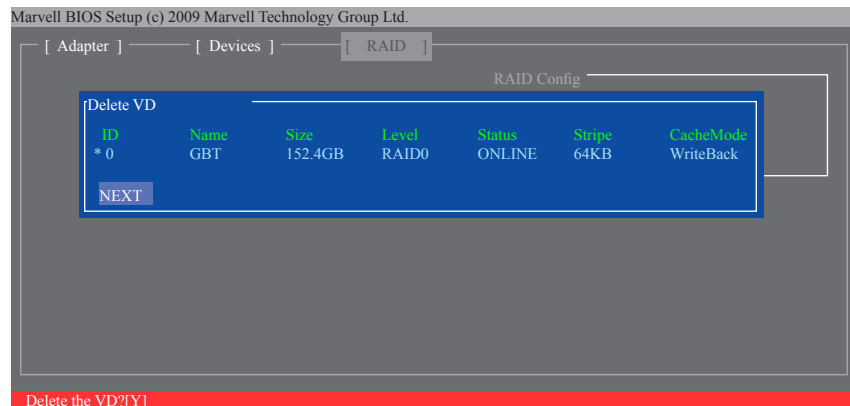 Marvell BIOS Setup (c) 2009 Marvell Technology Group Ltd.
[ Adapter ] [ Devices ] [ RAID ]
RAID Config
Delete VD
ID Name Size Level Status Stripe CacheMode
* 0 GBT 152.4GB RAID0 ONLINE 64KB WriteBack
NEXT
Delete the VD?[Y]